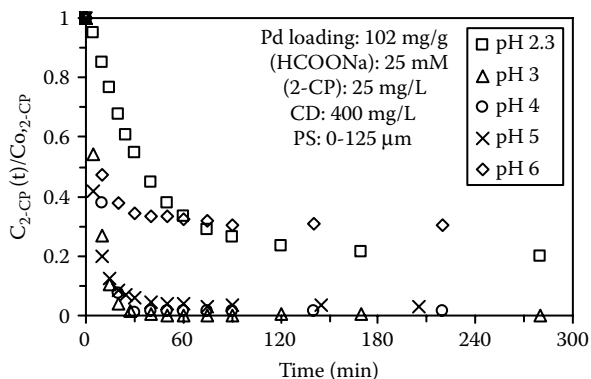 1
0.8
0.6
0.4
0.2
0
C2-CP (t)/Co,2-CP
Pd loading: 102 mg/g
(HCOONa): 25 mM
(2-CP): 25 mg/L
CD: 400 mg/L
PS: 0-125 μm
pH 2.3
pH 3
pH 4
pH 5
pH 6
0 60 120 180 240 300
Time (min)